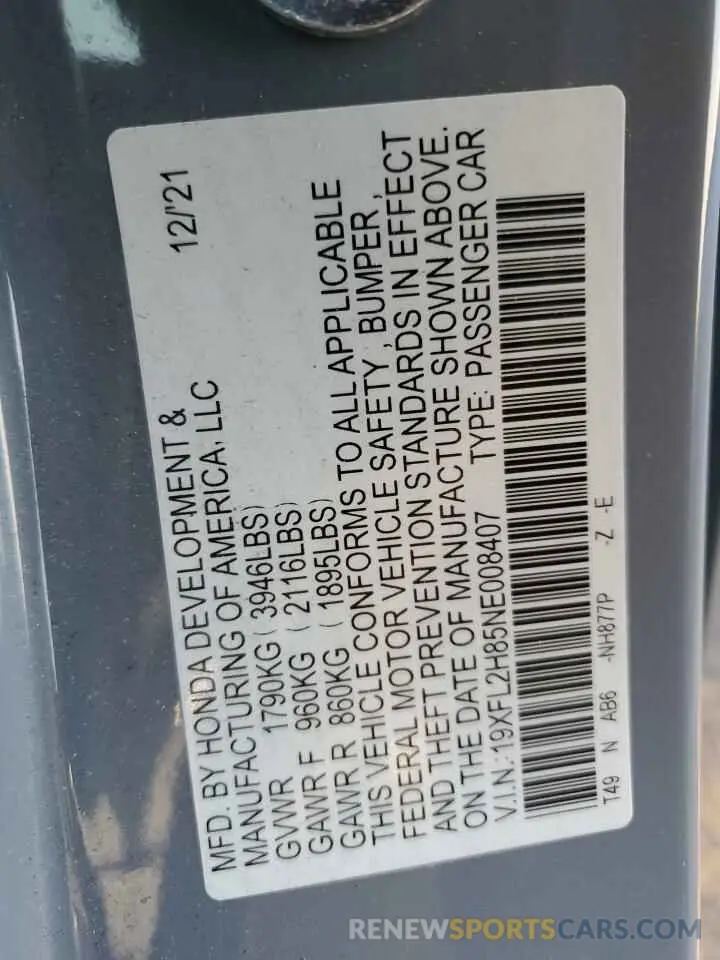 MFD. BY HONDA DEVELOPMENT & 12/'21
MANUFACTURING OF AMERICA, LLC
GVWR 1790KG ( 3946LBS)
GAWR F 960KG ( 2116LBS)
GAWR R 860KG ( 1895LBS)
THIS VEHICLE CONFORMS TO ALL APPLICABLE
FEDERAL MOTOR VEHICLE SAFETY , BUMPER ,
AND THEFT PREVENTION STANDARDS IN EFFECT
ON THE DATE OF MANUFACTURE SHOWN ABOVE.
V.I.N.:19XFL2H85NE008407 TYPE: PASSENGER CAR
T49 N AB6 -NH877P -Z -E
RENEWSPORTSCARS.COM